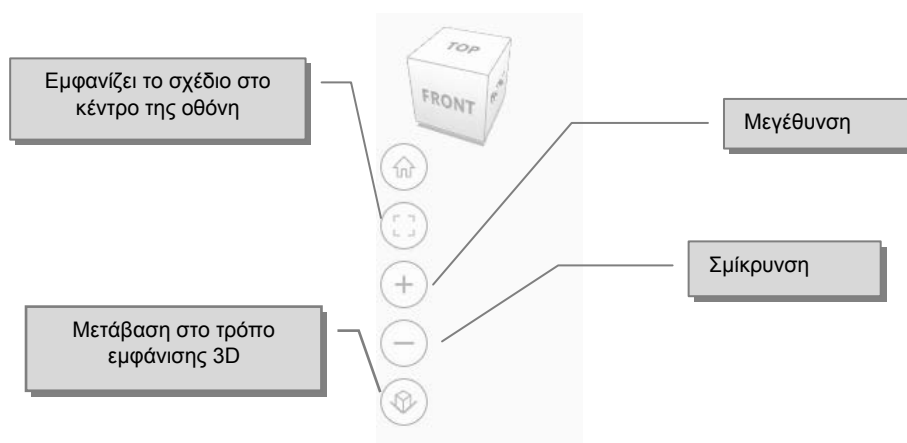 TOP
FRONT
Εμφανίζει το σχέδιο στο
κέντρο της οθόνη
Μεγέθυνση
Σμίκρυνση
Μετάβαση στο τρόπο
εμφάνισης 3D